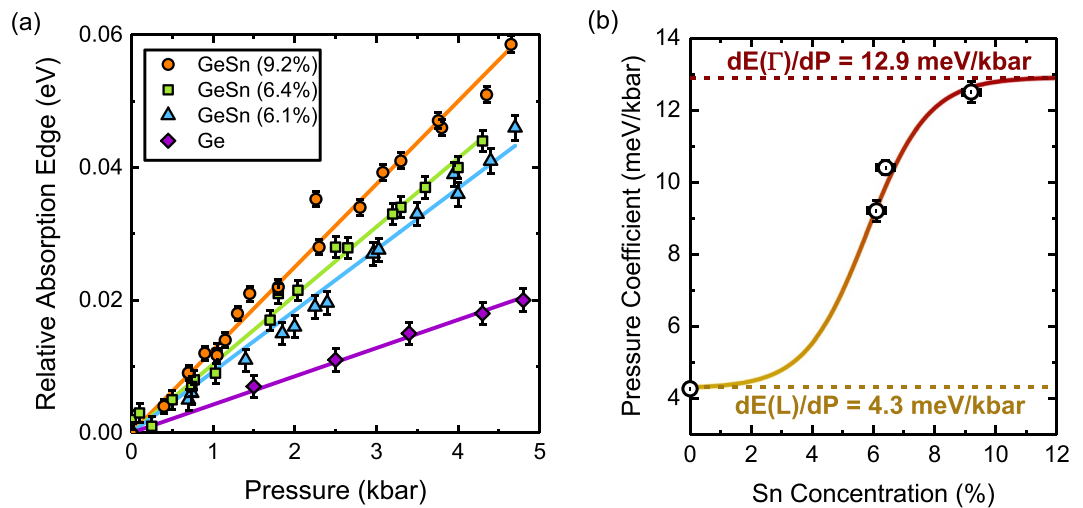 (a)
0.06
0.04
0.02
0.00
Relative Absorption Edge (eV)
GeSn (9.2%)
GeSn (6.4%)
GeSn (6.1%)
Ge
0 1 2 3 4 5
Pressure (kbar)
(b)
14
12
10
8
6
4
Pressure Coefficient (meV/kbar)
dE(Γ)/dP = 12.9 meV/kbar
dE(L)/dP = 4.3 meV/kbar
0 2 4 6 8 10 12
Sn Concentration (%)